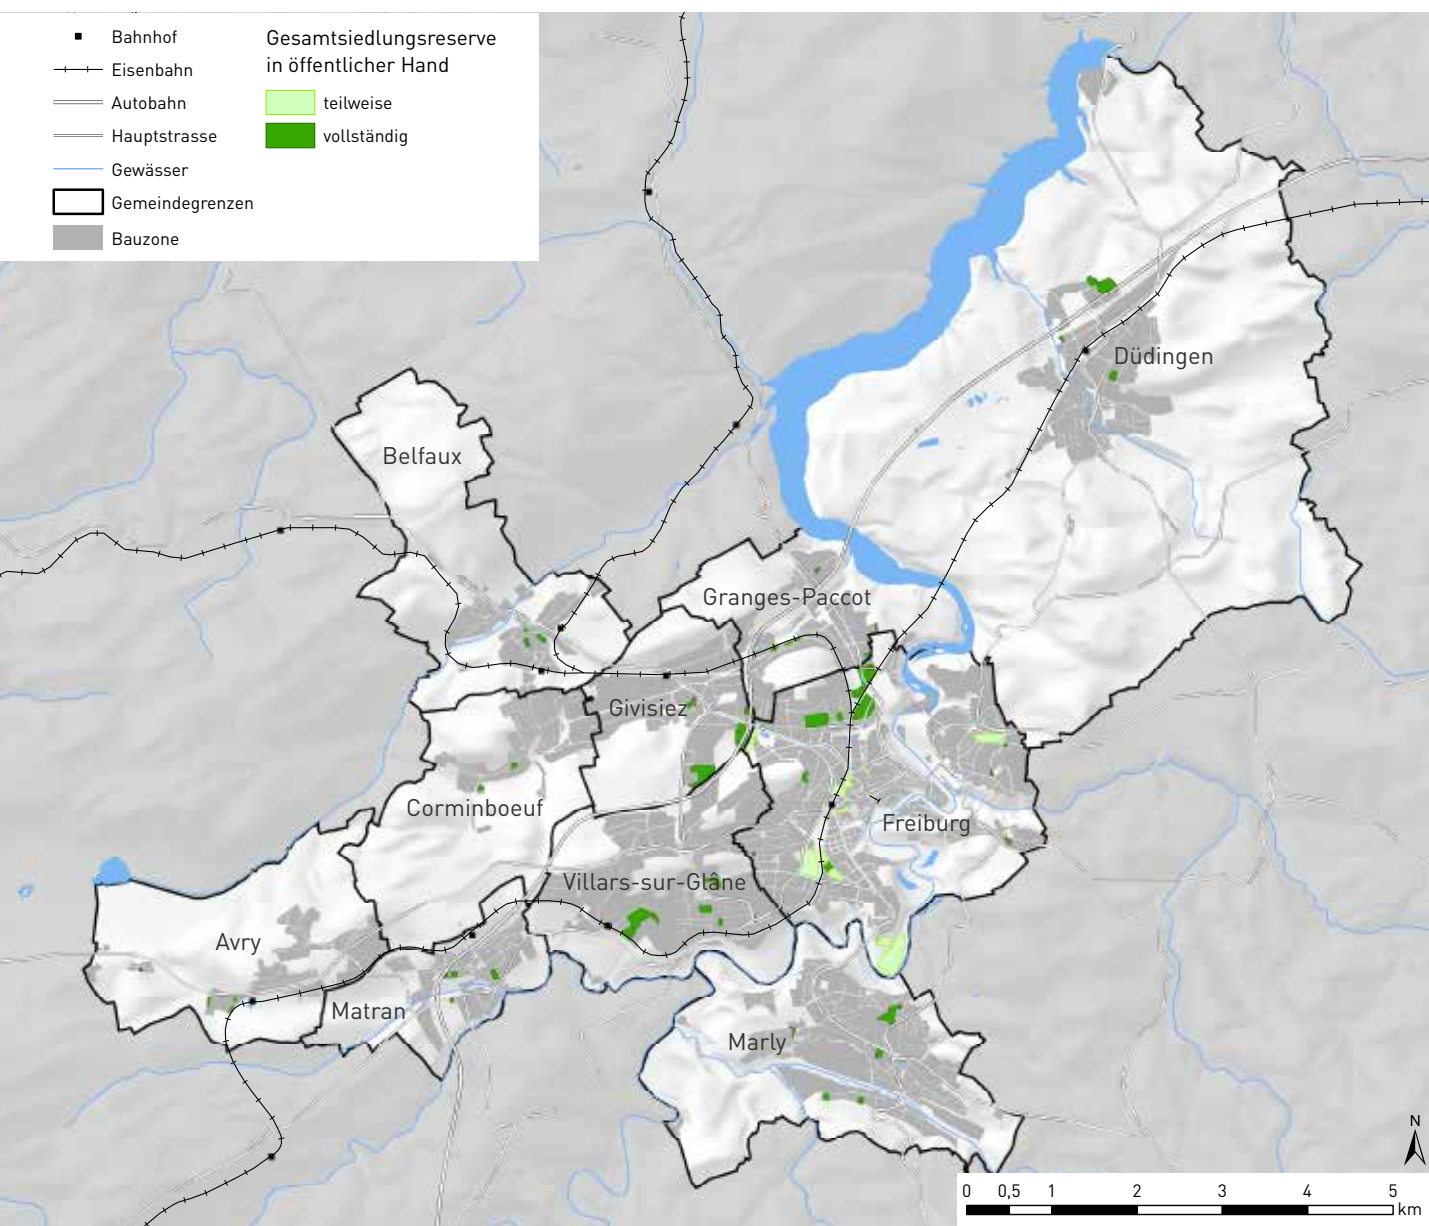 Bahnhof
Eisenbahn
Autobahn
Hauptstrasse
Gewässer
Gemeindegrenzen
Bauzone
Gesamtsiedlungsreserve
in öffentlicher Hand
teilweise
vollständig
Düdingen
Belfaux
Granges-Paccot
Givisiez
Corminboeuf
Freiburg
Villars-sur-Glâne
Avry
Matran
Marly
N
0 0,5 1 2 3 4 5
km